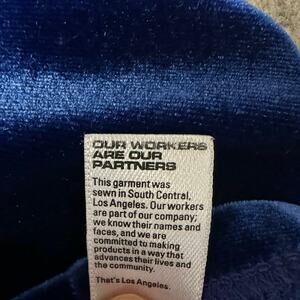 OUR WORKERS
ARE OUR
PARTNERS
This garment was
sewn in South Central,
Los Angeles. Our workers
are part of our company;
we know their names and
faces, and we are
committed to making
products in a way that
advances their lives and
the community.
That's Los Angeles.